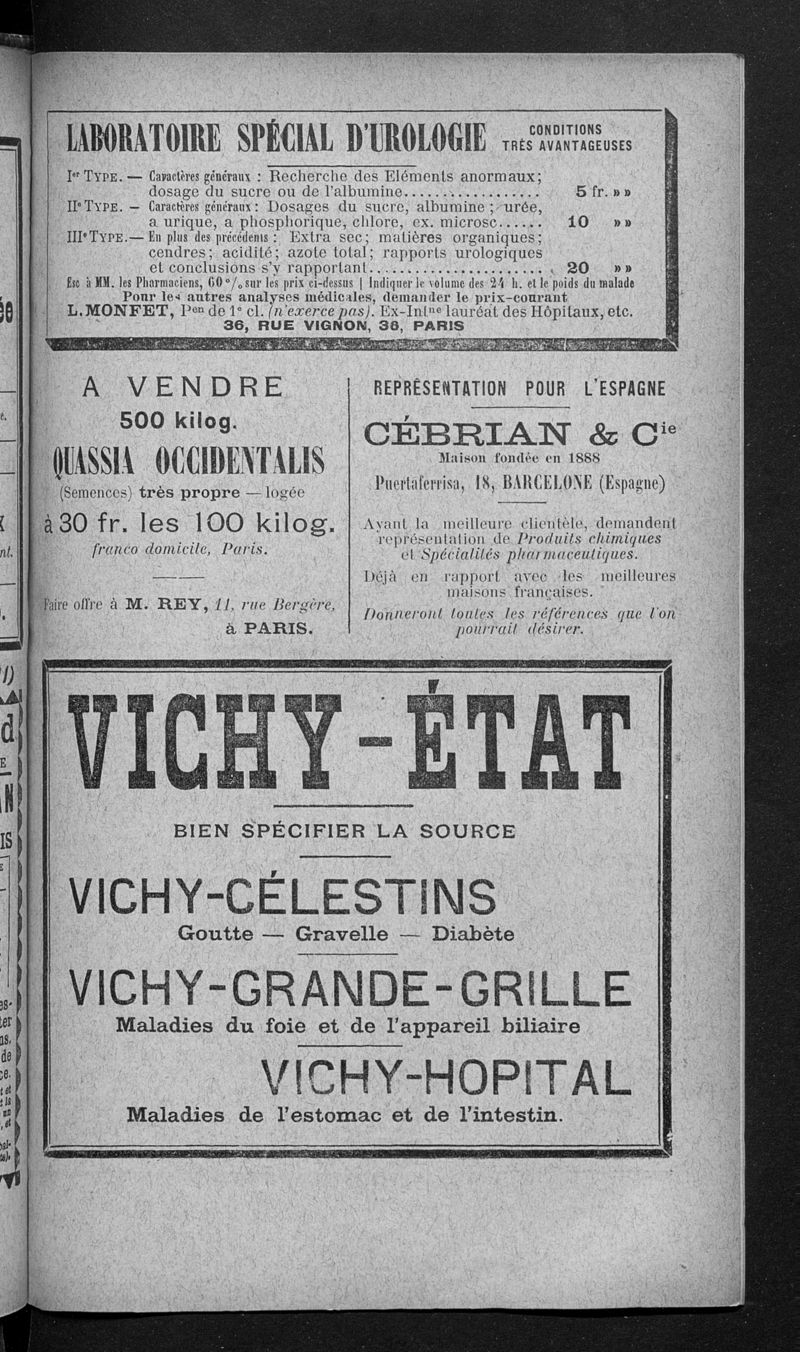 LABORATOIRE SPÉCIAL D'UROLOGIE CONDITIONS TRÈS AVANTAGEUSES
Ier TYPE. — Caractères généraux : Recherche des Eléments anormaux;
dosage du sucre ou de l'albumine.................. 5 fr. »»
IIe TYPE. — Caractères généraux : Dosages du sucre, albumine; urée,
a urique, a phosphorique, chlore, ex. microsc...... 10 »»
IIIe TYPE.— En plus des précédents : Extra sec; matières organiques;
cendres; acidité; azote total; rapports urologiques
et conclusions s'y rapportant...................... 20 »»
Esc à MM. les Pharmaciens, 60 % sur les prix ci-dessus | Indiquer le volume des 24 h. et le poids du malade
Pour les autres analyses médicales, demander le prix-courant
L. MONFET, Pen de 1e cl. (n'exerce pas). Ex-Intne lauréat des Hôpitaux, etc.
36, RUE VIGNON, 36, PARIS
A VENDRE
500 kilog.
QUASSIA OCCIDENTALIS
(Semences) très propre — logée
à 30 fr. les 100 kilog.
franco domicile, Paris.
Faire offre à M. REY, 11, rue Bergère,
à PARIS.
REPRÉSENTATION POUR L'ESPAGNE
CÉBRIAN & Cie
Maison fondée en 1888
Puertaferrisa, 18, BARCELONE (Espagne)
Ayant la meilleure clientèle, demandent
représentation de Produits chimiques
et Spécialités pharmaceutiques.
Déjà en rapport avec les meilleures
maisons françaises.
Donneront toutes les références que l'on
pourrait désirer.
VICHY-ÉTAT
BIEN SPÉCIFIER LA SOURCE
VICHY-CÉLESTINS
Goutte — Gravelle — Diabète
VICHY-GRANDE-GRILLE
Maladies du foie et de l'appareil biliaire
VICHY-HOPITAL
Maladies de l'estomac et de l'intestin.